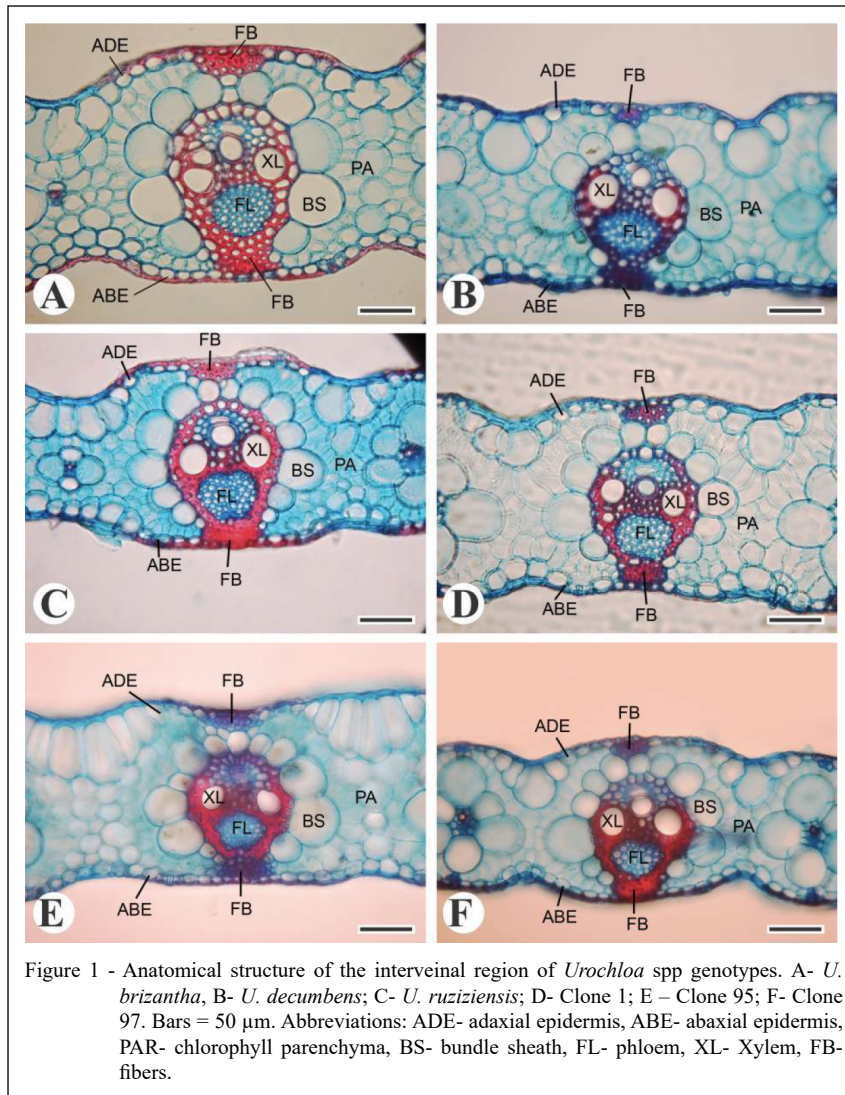 FB
ADE
XL
PA
FL
BS
ABE
FB
A
ADE
FB
XL
PA
BS
FL
ABE
FB
B
FB
ADE
XL
BS
PA
FL
ABE
FB
C
ADE
FB
XL
BS
FL
PA
ABE
FB
D
ADE
FB
XL
PA
BS
FL
ABE
FB
E
FB
ADE
BS
XL
PA
FL
ABE
FB
F
Figure 1 - Anatomical structure of the interveinal region of Urochloa spp genotypes. A- U.
brizantha, B- U. decumbens; C- U. ruziziensis; D- Clone 1; E – Clone 95; F- Clone
97. Bars = 50 µm. Abbreviations: ADE- adaxial epidermis, ABE- abaxial epidermis,
PAR- chlorophyll parenchyma, BS- bundle sheath, FL- phloem, XL- Xylem, FB-
fibers.